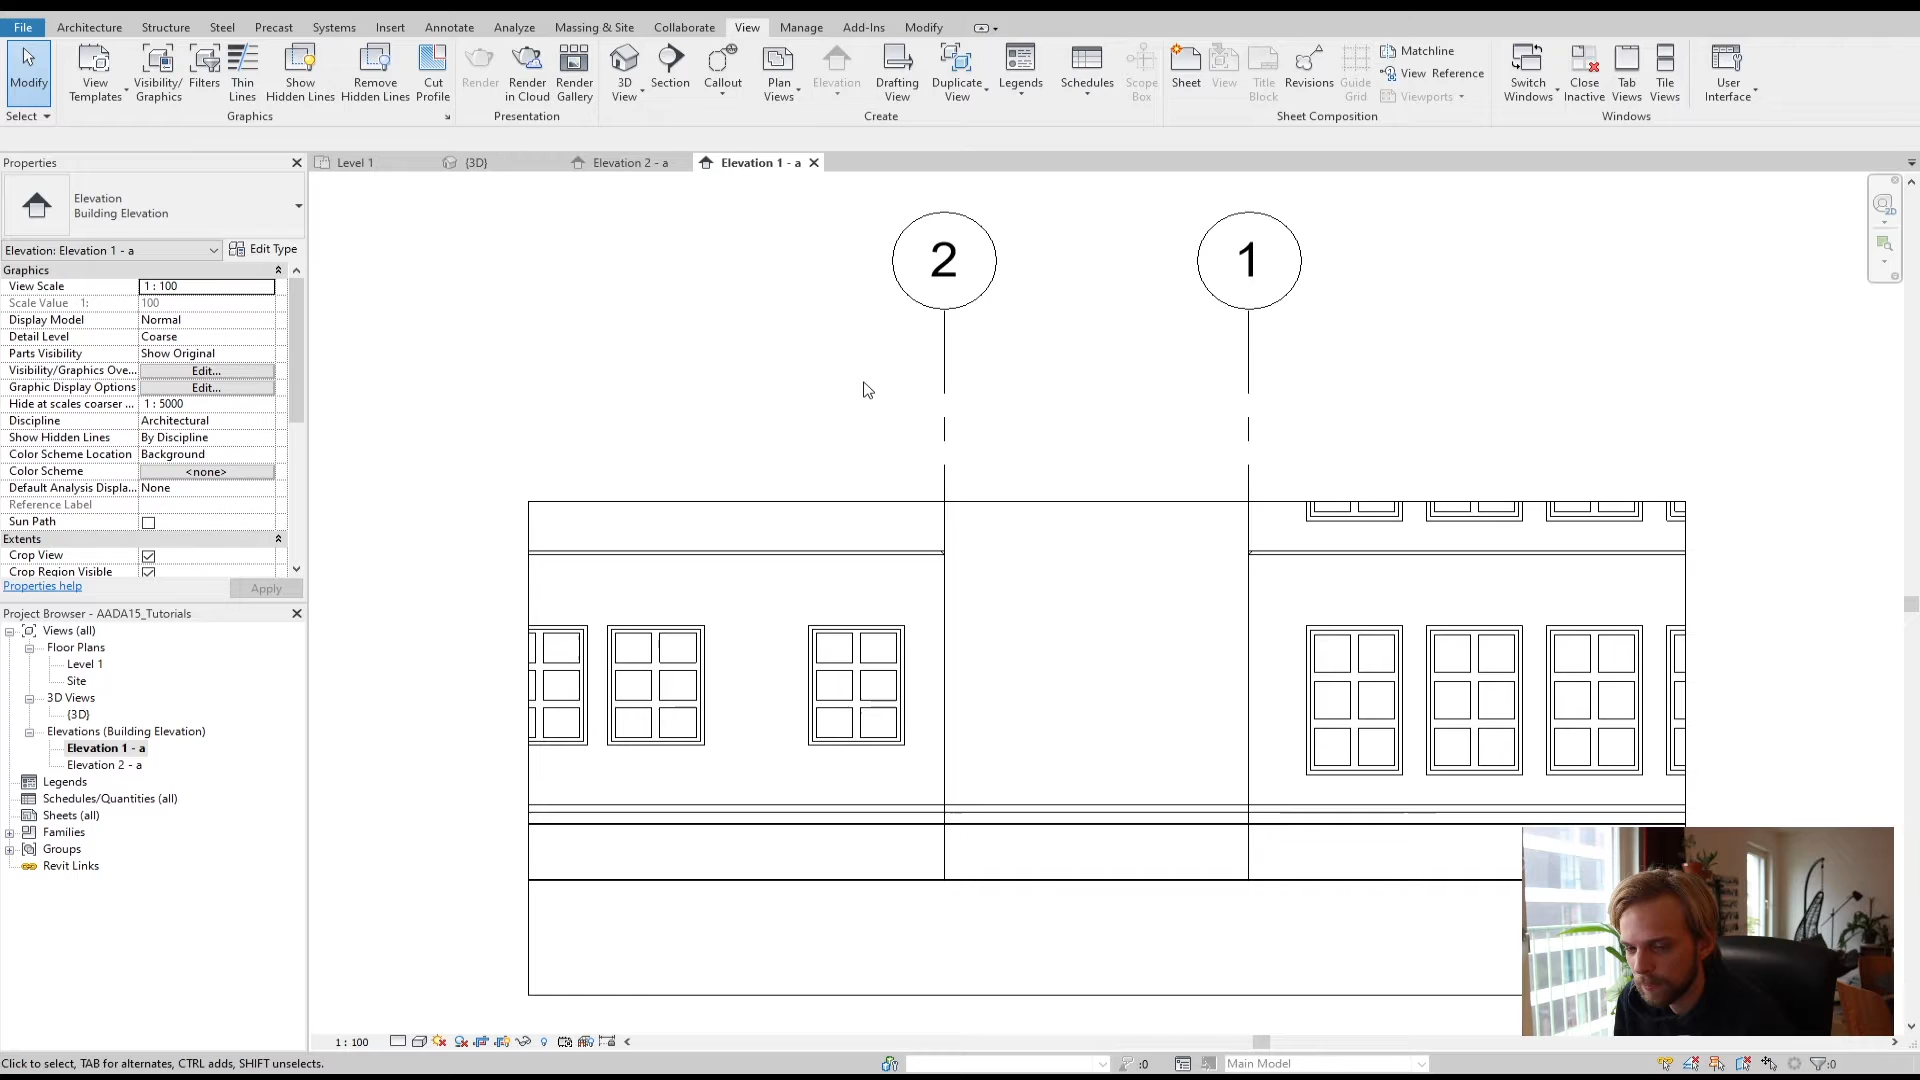 File Architecture Structure Steel Precast Systems Insert Annotate Analyze Massing & Site Collaborate View Manage Add-Ins Modify
Modify
View Templates
Visibility/ Graphics
Filters
Thin Lines
Show Hidden Lines
Remove Hidden Lines
Cut Profile
Render
Render in Cloud
Render Gallery
3D View
Section
Callout
Plan Views
Elevation
Drafting View
Duplicate View
Legends
Schedules
Scope Box
Sheet
View
Title Block
Revisions
Guide Grid
Matchline
View Reference
Viewports
Switch Windows
Close Inactive
Tab Views
Tile Views
User Interface
Select Graphics Presentation Create Sheet Composition Windows
Properties
Level 1 {3D} Elevation 2 - a Elevation 1 - a
Elevation
Building Elevation
Elevation: Elevation 1 - a Edit Type
Graphics
View Scale 1 : 100
Scale Value 1: 100
Display Model Normal
Detail Level Coarse
Parts Visibility Show Original
Visibility/Graphics Ove... Edit...
Graphic Display Options Edit...
Hide at scales coarser ... 1 : 5000
Discipline Architectural
Show Hidden Lines By Discipline
Color Scheme Location Background
Color Scheme <none>
Default Analysis Displa... None
Reference Label
Sun Path
Extents
Crop View
Crop Region Visible
Properties help Apply
Project Browser - AADA15_Tutorials
Views (all)
Floor Plans
Level 1
Site
3D Views
{3D}
Elevations (Building Elevation)
Elevation 1 - a
Elevation 2 - a
Legends
Schedules/Quantities (all)
Sheets (all)
Families
Groups
Revit Links
2 1
2D
1 : 100
Click to select, TAB for alternates, CTRL adds, SHIFT unselects.
:0
Main Model
:0